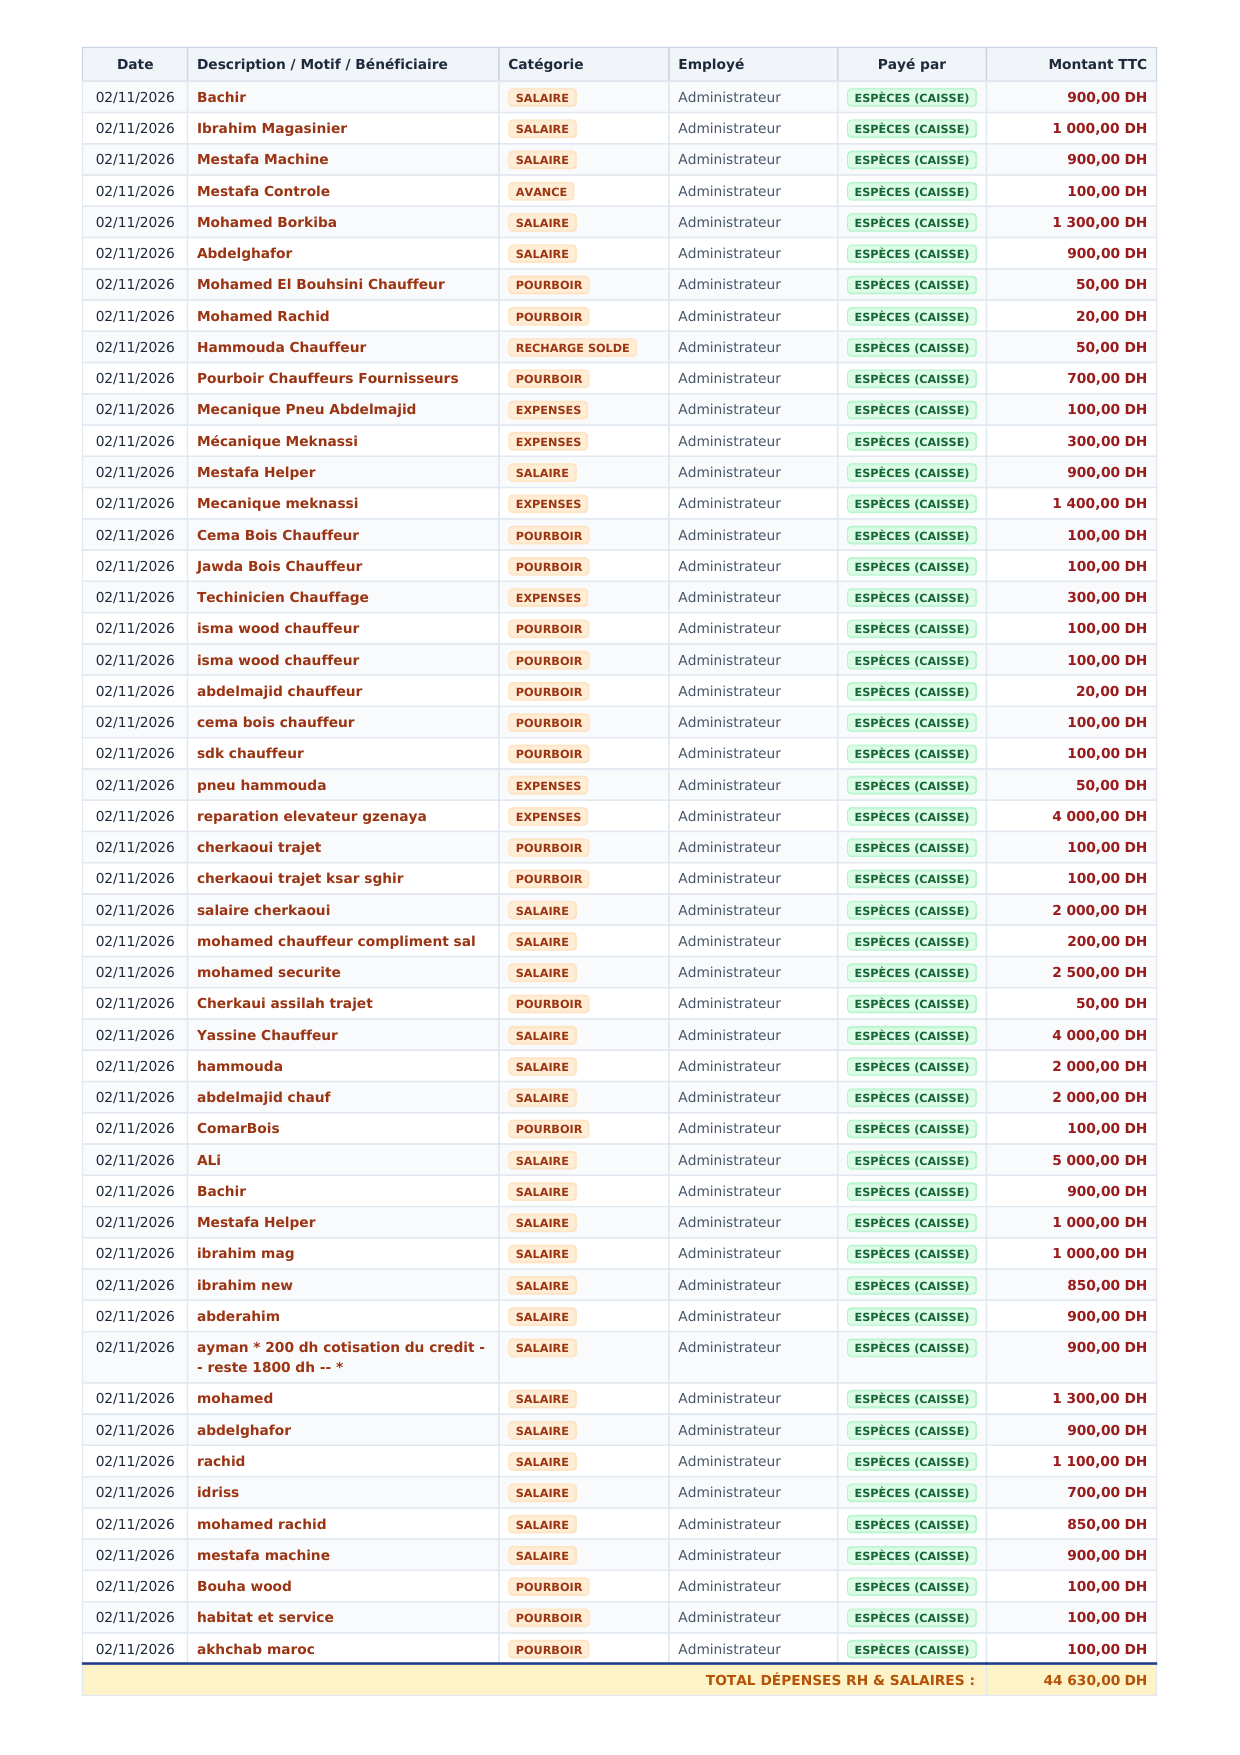 Date Description / Motif / Bénéficiaire Catégorie Employé Payé par Montant TTC
02/11/2026 Bachir SALAIRE Administrateur ESPÈCES (CAISSE) 900,00 DH
02/11/2026 Ibrahim Magasinier SALAIRE Administrateur ESPÈCES (CAISSE) 1 000,00 DH
02/11/2026 Mestafa Machine SALAIRE Administrateur ESPÈCES (CAISSE) 900,00 DH
02/11/2026 Mestafa Controle AVANCE Administrateur ESPÈCES (CAISSE) 100,00 DH
02/11/2026 Mohamed Borkiba SALAIRE Administrateur ESPÈCES (CAISSE) 1 300,00 DH
02/11/2026 Abdelghafor SALAIRE Administrateur ESPÈCES (CAISSE) 900,00 DH
02/11/2026 Mohamed El Bouhsini Chauffeur POURBOIR Administrateur ESPÈCES (CAISSE) 50,00 DH
02/11/2026 Mohamed Rachid POURBOIR Administrateur ESPÈCES (CAISSE) 20,00 DH
02/11/2026 Hammouda Chauffeur RECHARGE SOLDE Administrateur ESPÈCES (CAISSE) 50,00 DH
02/11/2026 Pourboir Chauffeurs Fournisseurs POURBOIR Administrateur ESPÈCES (CAISSE) 700,00 DH
02/11/2026 Mecanique Pneu Abdelmajid EXPENSES Administrateur ESPÈCES (CAISSE) 100,00 DH
02/11/2026 Mécanique Meknassi EXPENSES Administrateur ESPÈCES (CAISSE) 300,00 DH
02/11/2026 Mestafa Helper SALAIRE Administrateur ESPÈCES (CAISSE) 900,00 DH
02/11/2026 Mecanique meknassi EXPENSES Administrateur ESPÈCES (CAISSE) 1 400,00 DH
02/11/2026 Cema Bois Chauffeur POURBOIR Administrateur ESPÈCES (CAISSE) 100,00 DH
02/11/2026 Jawda Bois Chauffeur POURBOIR Administrateur ESPÈCES (CAISSE) 100,00 DH
02/11/2026 Techinicien Chauffage EXPENSES Administrateur ESPÈCES (CAISSE) 300,00 DH
02/11/2026 isma wood chauffeur POURBOIR Administrateur ESPÈCES (CAISSE) 100,00 DH
02/11/2026 isma wood chauffeur POURBOIR Administrateur ESPÈCES (CAISSE) 100,00 DH
02/11/2026 abdelmajid chauffeur POURBOIR Administrateur ESPÈCES (CAISSE) 20,00 DH
02/11/2026 cema bois chauffeur POURBOIR Administrateur ESPÈCES (CAISSE) 100,00 DH
02/11/2026 sdk chauffeur POURBOIR Administrateur ESPÈCES (CAISSE) 100,00 DH
02/11/2026 pneu hammouda EXPENSES Administrateur ESPÈCES (CAISSE) 50,00 DH
02/11/2026 reparation elevateur gzenaya EXPENSES Administrateur ESPÈCES (CAISSE) 4 000,00 DH
02/11/2026 cherkaoui trajet POURBOIR Administrateur ESPÈCES (CAISSE) 100,00 DH
02/11/2026 cherkaoui trajet ksar sghir POURBOIR Administrateur ESPÈCES (CAISSE) 100,00 DH
02/11/2026 salaire cherkaoui SALAIRE Administrateur ESPÈCES (CAISSE) 2 000,00 DH
02/11/2026 mohamed chauffeur compliment sal SALAIRE Administrateur ESPÈCES (CAISSE) 200,00 DH
02/11/2026 mohamed securite SALAIRE Administrateur ESPÈCES (CAISSE) 2 500,00 DH
02/11/2026 Cherkaui assilah trajet POURBOIR Administrateur ESPÈCES (CAISSE) 50,00 DH
02/11/2026 Yassine Chauffeur SALAIRE Administrateur ESPÈCES (CAISSE) 4 000,00 DH
02/11/2026 hammouda SALAIRE Administrateur ESPÈCES (CAISSE) 2 000,00 DH
02/11/2026 abdelmajid chauf SALAIRE Administrateur ESPÈCES (CAISSE) 2 000,00 DH
02/11/2026 ComarBois POURBOIR Administrateur ESPÈCES (CAISSE) 100,00 DH
02/11/2026 ALi SALAIRE Administrateur ESPÈCES (CAISSE) 5 000,00 DH
02/11/2026 Bachir SALAIRE Administrateur ESPÈCES (CAISSE) 900,00 DH
02/11/2026 Mestafa Helper SALAIRE Administrateur ESPÈCES (CAISSE) 1 000,00 DH
02/11/2026 ibrahim mag SALAIRE Administrateur ESPÈCES (CAISSE) 1 000,00 DH
02/11/2026 ibrahim new SALAIRE Administrateur ESPÈCES (CAISSE) 850,00 DH
02/11/2026 abderahim SALAIRE Administrateur ESPÈCES (CAISSE) 900,00 DH
02/11/2026 ayman * 200 dh cotisation du credit - SALAIRE Administrateur ESPÈCES (CAISSE) 900,00 DH
- reste 1800 dh -- *
02/11/2026 mohamed SALAIRE Administrateur ESPÈCES (CAISSE) 1 300,00 DH
02/11/2026 abdelghafor SALAIRE Administrateur ESPÈCES (CAISSE) 900,00 DH
02/11/2026 rachid SALAIRE Administrateur ESPÈCES (CAISSE) 1 100,00 DH
02/11/2026 idriss SALAIRE Administrateur ESPÈCES (CAISSE) 700,00 DH
02/11/2026 mohamed rachid SALAIRE Administrateur ESPÈCES (CAISSE) 850,00 DH
02/11/2026 mestafa machine SALAIRE Administrateur ESPÈCES (CAISSE) 900,00 DH
02/11/2026 Bouha wood POURBOIR Administrateur ESPÈCES (CAISSE) 100,00 DH
02/11/2026 habitat et service POURBOIR Administrateur ESPÈCES (CAISSE) 100,00 DH
02/11/2026 akhchab maroc POURBOIR Administrateur ESPÈCES (CAISSE) 100,00 DH
TOTAL DÉPENSES RH & SALAIRES : 44 630,00 DH